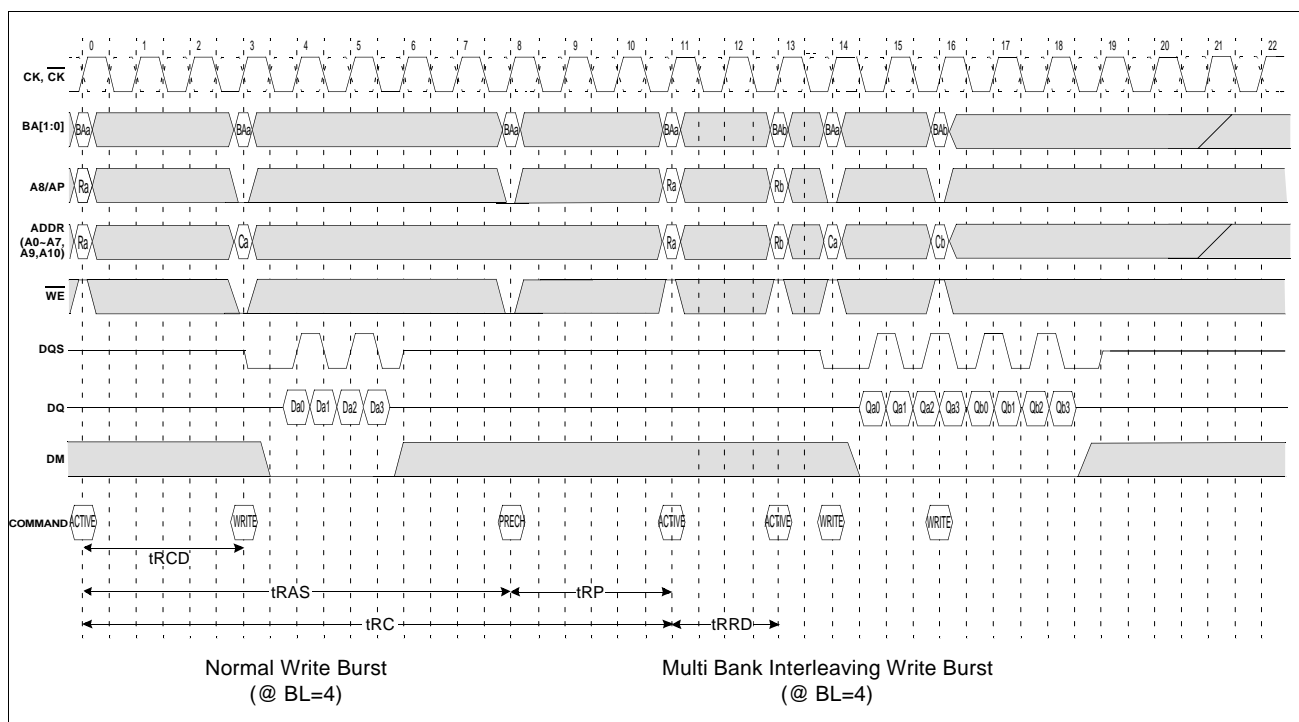 0 1 2 3 4 5 6 7 8 9 10 11 12 13 14 15 16 17 18 19 20 21 22
CK, CK
BA[1:0] BAa BAa BAa BAa BAb BAa BAb
A8/AP Ra Ra Rb
ADDR
(A0~A7,
A9,A10)
Ra Ca Ra Rb Ca Cb
WE
DQS
DQ Da0 Da1 Da2 Da3 Qa0 Qa1 Qa2 Qa3 Qb0 Qb1 Qb2 Qb3
DM
COMMAND ACTIVE WRITE PRECH ACTIVE ACTIVE WRITE WRITE
tRCD
tRAS tRP
tRC tRRD
Normal Write Burst Multi Bank Interleaving Write Burst
(@ BL=4) (@ BL=4)